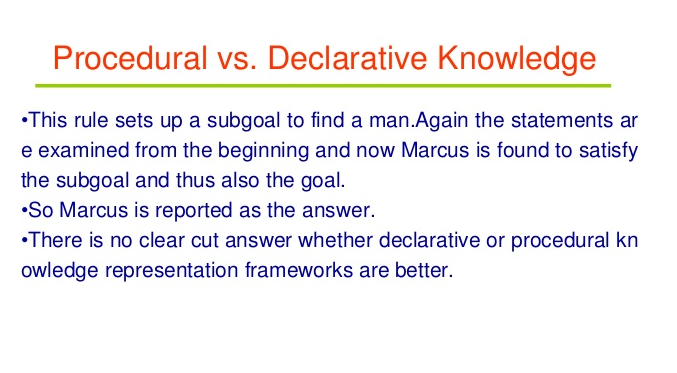 Procedural vs. Declarative Knowledge
•This rule sets up a subgoal to find a man.Again the statements ar
e examined from the beginning and now Marcus is found to satisfy
the subgoal and thus also the goal.
•So Marcus is reported as the answer.
•There is no clear cut answer whether declarative or procedural kn
owledge representation frameworks are better.